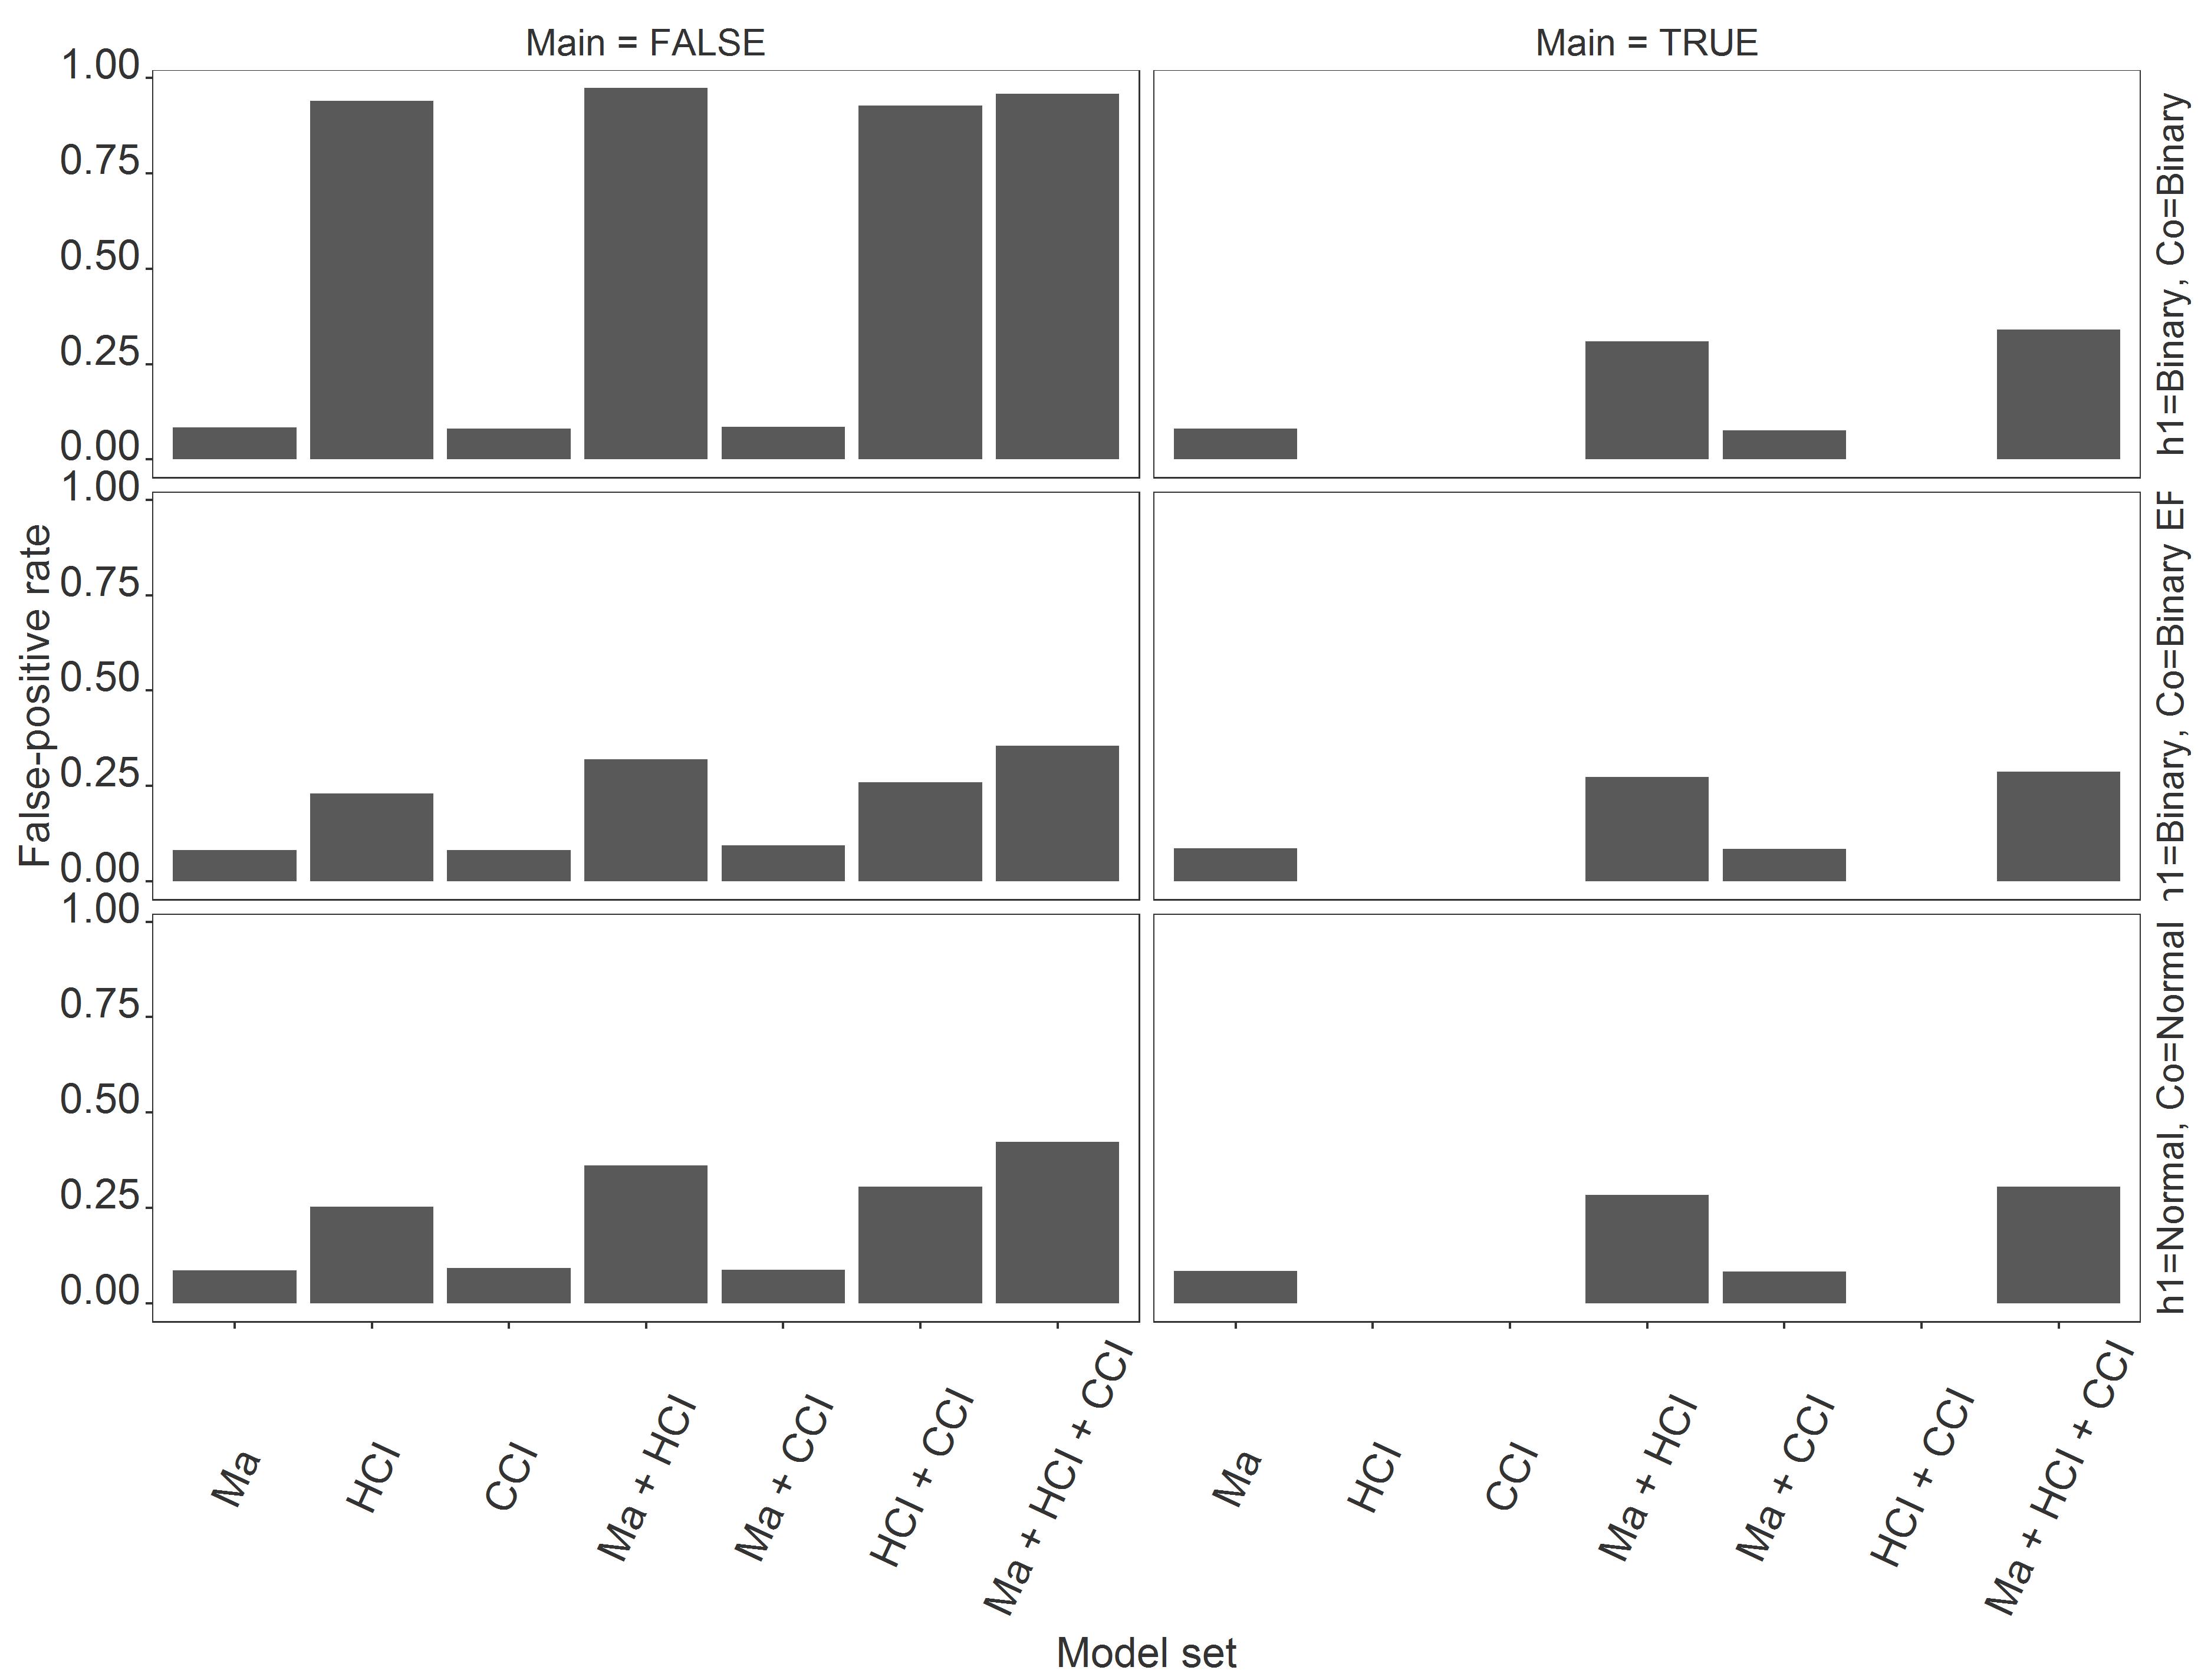 Main = FALSE
Main = TRUE
1.00
0.75
0.50
0.25
0.00
h1=Binary, Co=Binary
1.00
0.75
0.50
0.25
0.00
h1=Binary, Co=Binary EF
1.00
0.75
0.50
0.25
0.00
h1=Normal, Co=Normal
False-positive rate
Ma
HCI
CCI
Ma + HCI
Ma + CCI
HCI + CCI
Ma + HCI + CCI
Ma
HCI
CCI
Ma + HCI
Ma + CCI
HCI + CCI
Ma + HCI + CCI
Model set